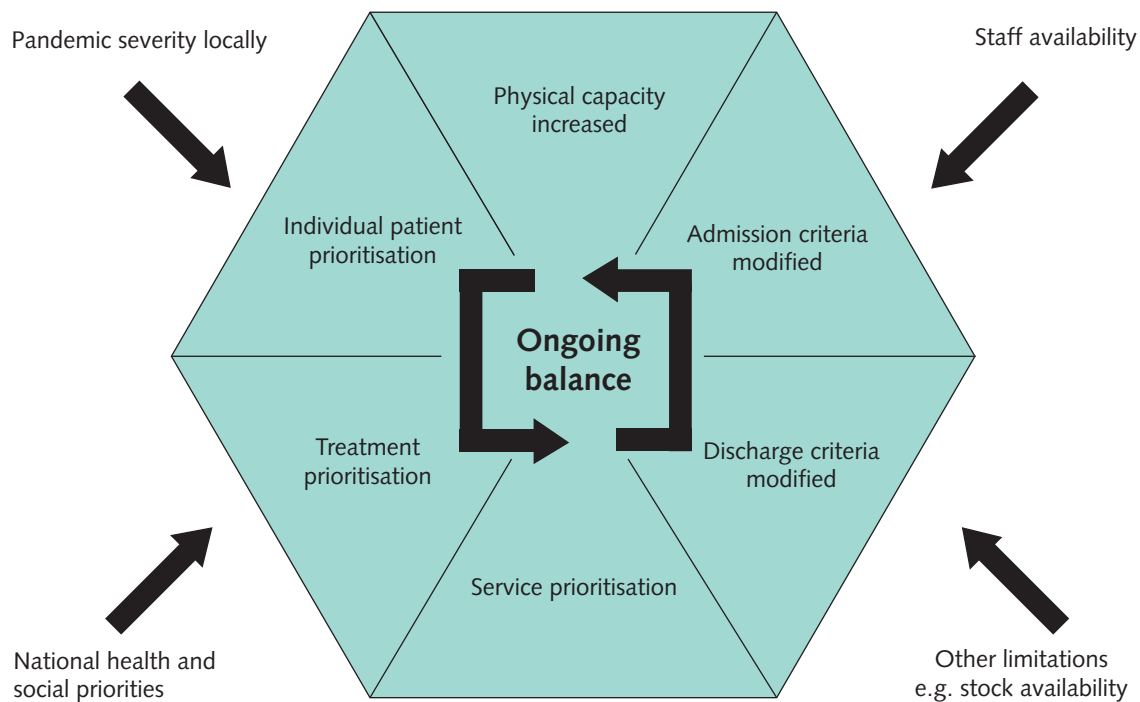 Pandemic severity locally
Staff availability
Physical capacity
increased
Individual patient
prioritisation
Admission criteria
modified
Ongoing
balance
Treatment
prioritisation
Discharge criteria
modified
Service prioritisation
National health and
social priorities
Other limitations
e.g. stock availability